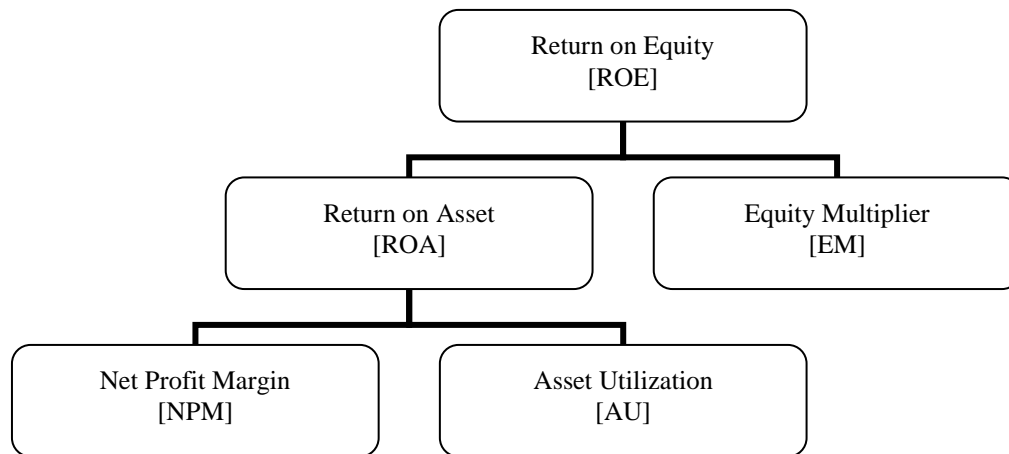 Return on Equity
[ROE]
Return on Asset
[ROA]
Equity Multiplier
[EM]
Net Profit Margin
[NPM]
Asset Utilization
[AU]